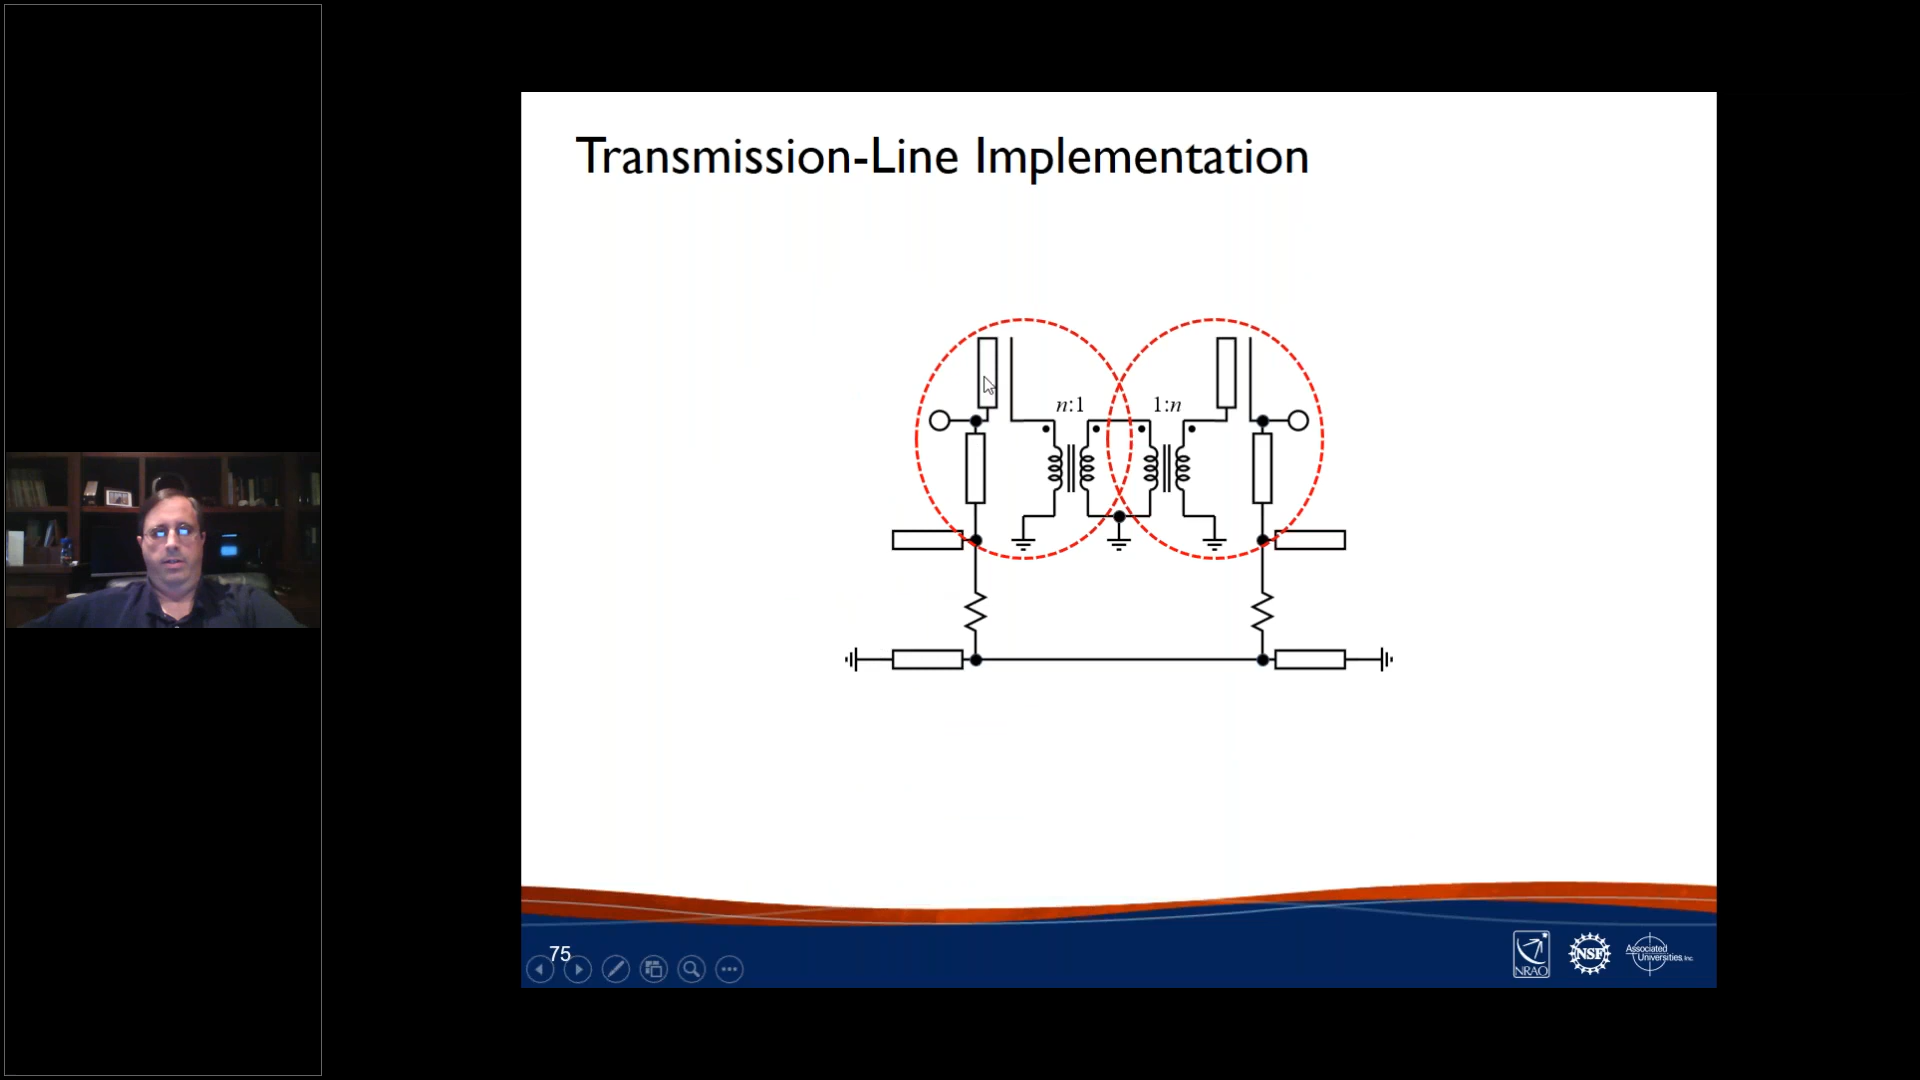 Transmission-Line Implementation
n:1
1:n
75
NRAO
NSF
Associated
Universities, Inc.